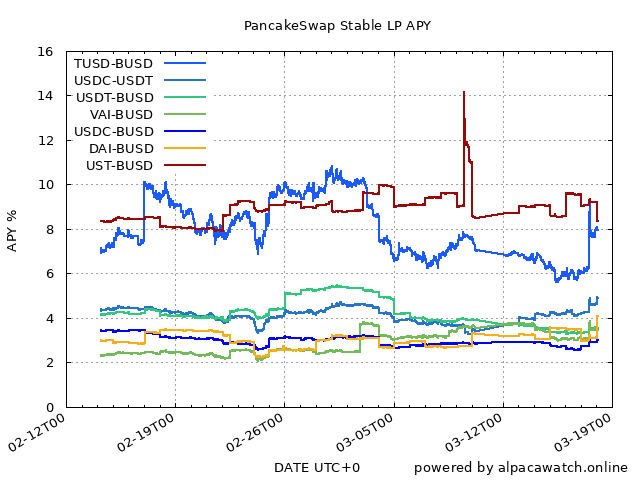 PancakeSwap Stable LP APY
16
14
12
10
8
6
4
2
0
APY %
TUSD-BUSD
USDC-USDT
USDT-BUSD
VAI-BUSD
USDC-BUSD
DAI-BUSD
UST-BUSD
02-12T00
02-19T00
02-26T00
03-05T00
03-12T00
03-19T00
DATE UTC+0
powered by alpacawatch.online